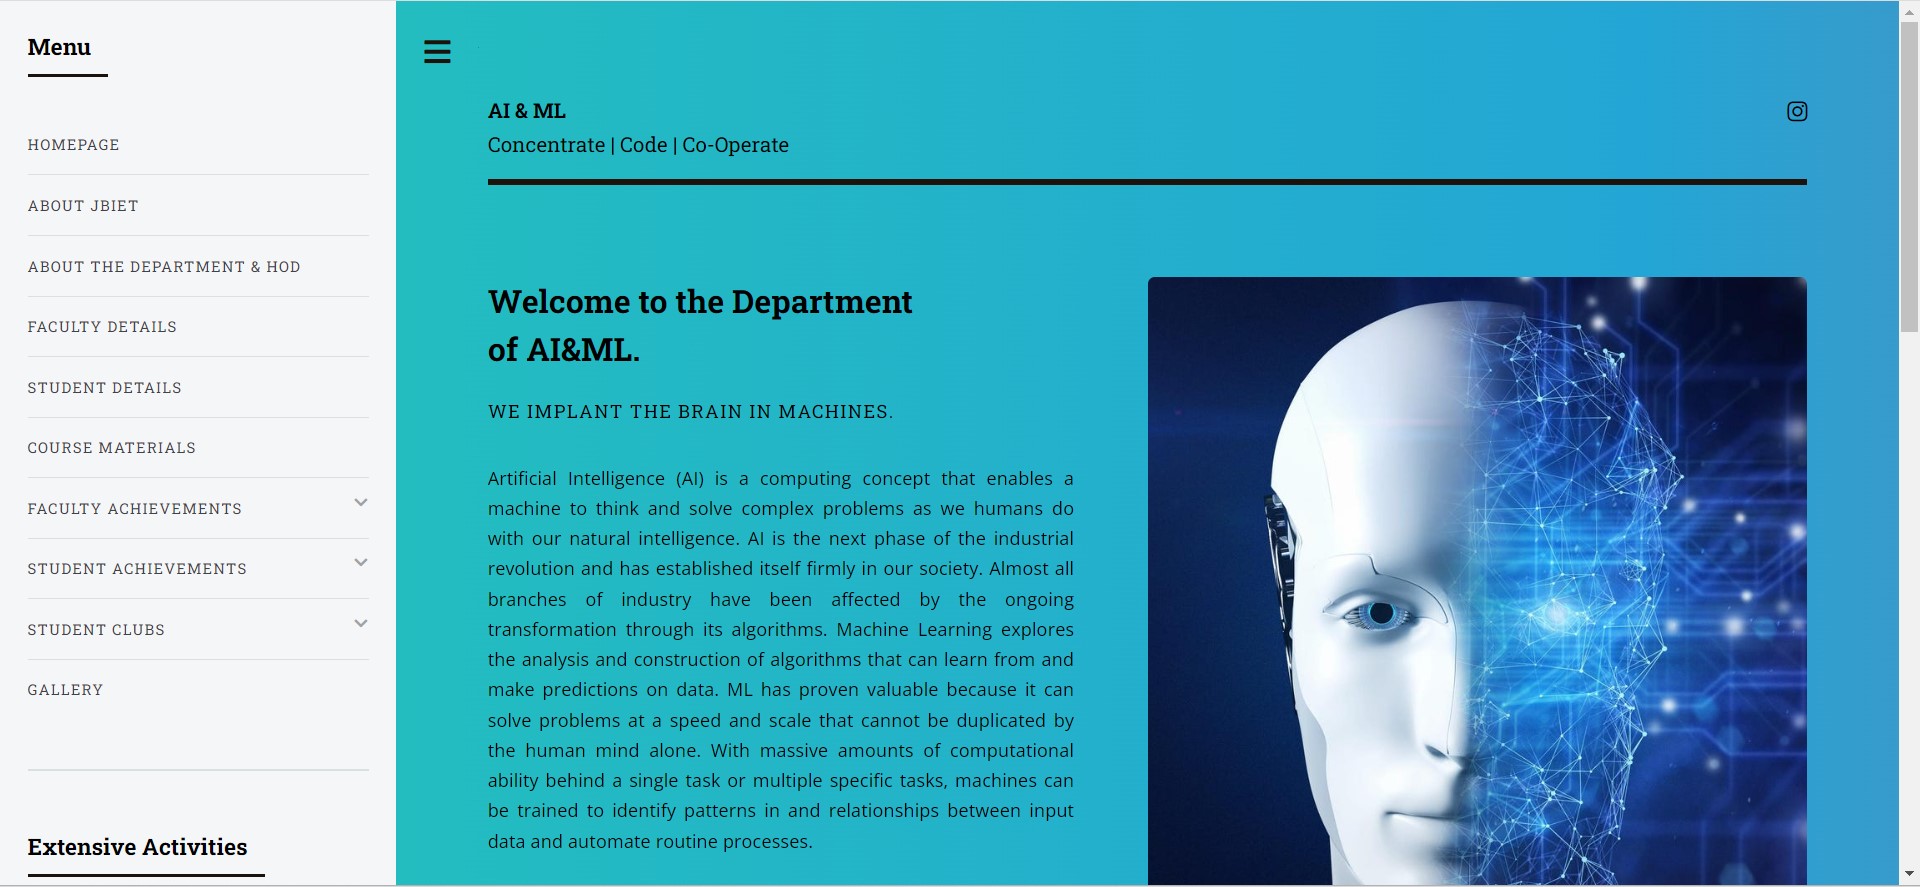 Menu
HOMEPAGE
ABOUT JBIET
ABOUT THE DEPARTMENT & HOD
FACULTY DETAILS
STUDENT DETAILS
COURSE MATERIALS
FACULTY ACHIEVEMENTS
STUDENT ACHIEVEMENTS
STUDENT CLUBS
GALLERY
Extensive Activities
AI & ML
Concentrate | Code | Co-Operate
Welcome to the Department
of AI&ML.
WE IMPLANT THE BRAIN IN MACHINES.
Artificial Intelligence (AI) is a computing concept that enables a
machine to think and solve complex problems as we humans do
with our natural intelligence. AI is the next phase of the industrial
revolution and has established itself firmly in our society. Almost all
branches of industry have been affected by the ongoing
transformation through its algorithms. Machine Learning explores
the analysis and construction of algorithms that can learn from and
make predictions on data. ML has proven valuable because it can
solve problems at a speed and scale that cannot be duplicated by
the human mind alone. With massive amounts of computational
ability behind a single task or multiple specific tasks, machines can
be trained to identify patterns in and relationships between input
data and automate routine processes.